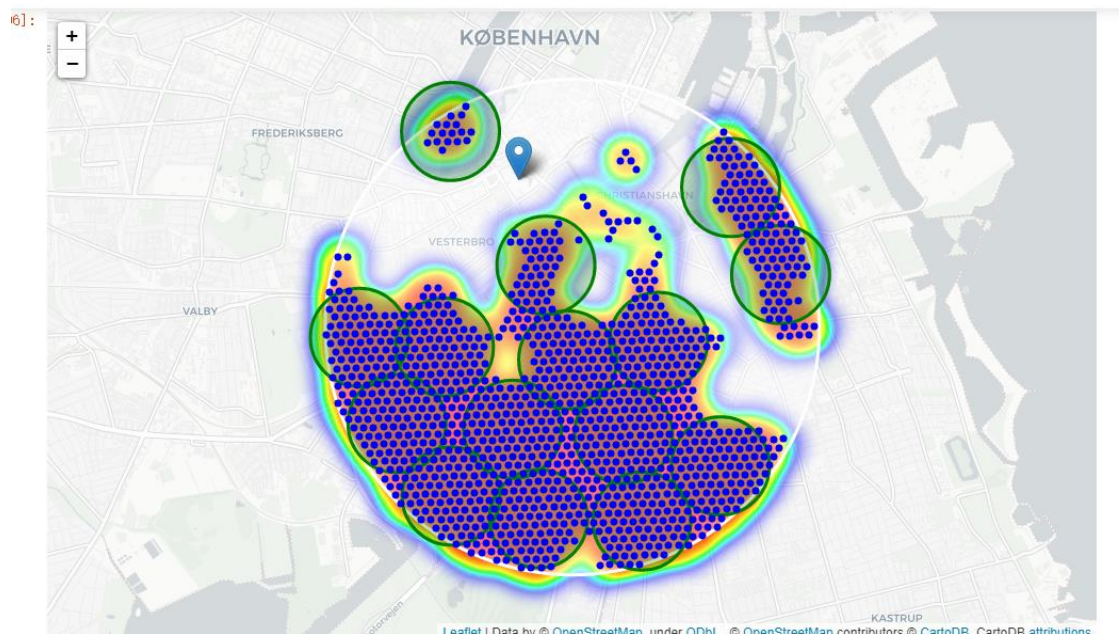 6]:
+
−
KØBENHAVN
FREDERIKSBERG
CHRISTIANSHAVN
VESTERBRO
VALBY
KASTRUP
Leaflet | Data by © OpenStreetMap, under ODbL., © OpenStreetMap contributors © CartoDB, CartoDB attributions